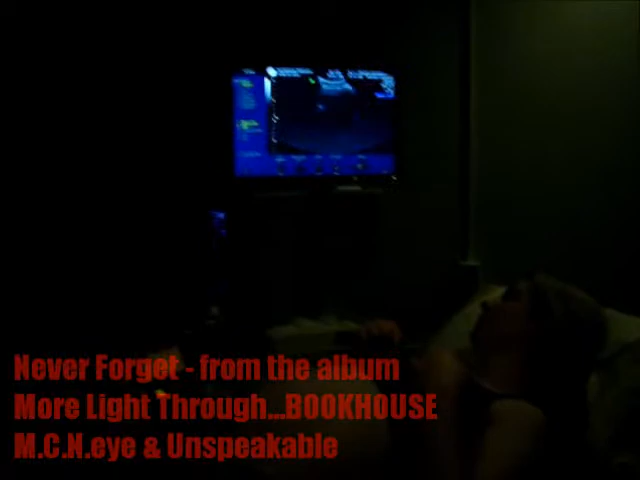 Never Forget - from the album
More Light Through...BOOKHOUSE
M.C.N.eye & Unspeakable